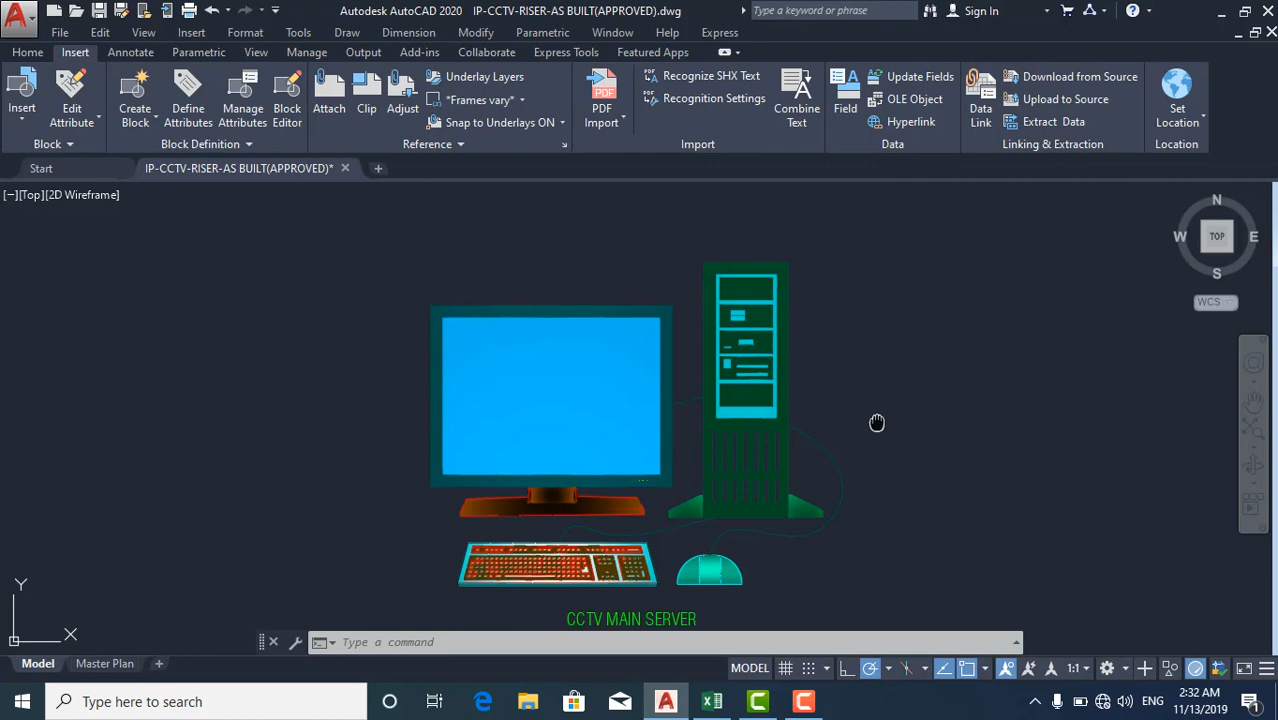 Autodesk AutoCAD 2020 IP-CCTV-RISER-AS BUILT(APPROVED).dwg
Type a keyword or phrase
Sign In
File Edit View Insert Format Tools Draw Dimension Modify Parametric Window Help Express
Home Insert Annotate Parametric View Manage Output Add-ins Collaborate Express Tools Featured Apps
Insert
Edit Attribute
Create Block
Define Attributes
Manage Attributes
Block Editor
Attach
Clip
Adjust
Underlay Layers
*Frames vary*
Snap to Underlays ON
PDF
PDF Import
Recognize SHX Text
Recognition Settings
Combine Text
Field
Update Fields
OLE Object
Hyperlink
Data Link
Download from Source
Upload to Source
Extract Data
Set Location
Block
Block Definition
Reference
Import
Data
Linking & Extraction
Location
Start
IP-CCTV-RISER-AS BUILT(APPROVED)*
[−][Top][2D Wireframe]
N
W TOP E
S
WCS
CCTV MAIN SERVER
Y
X
Type a command
Model Master Plan
MODEL
1:1
Type here to search
ENG
2:32 AM
11/13/2019
1